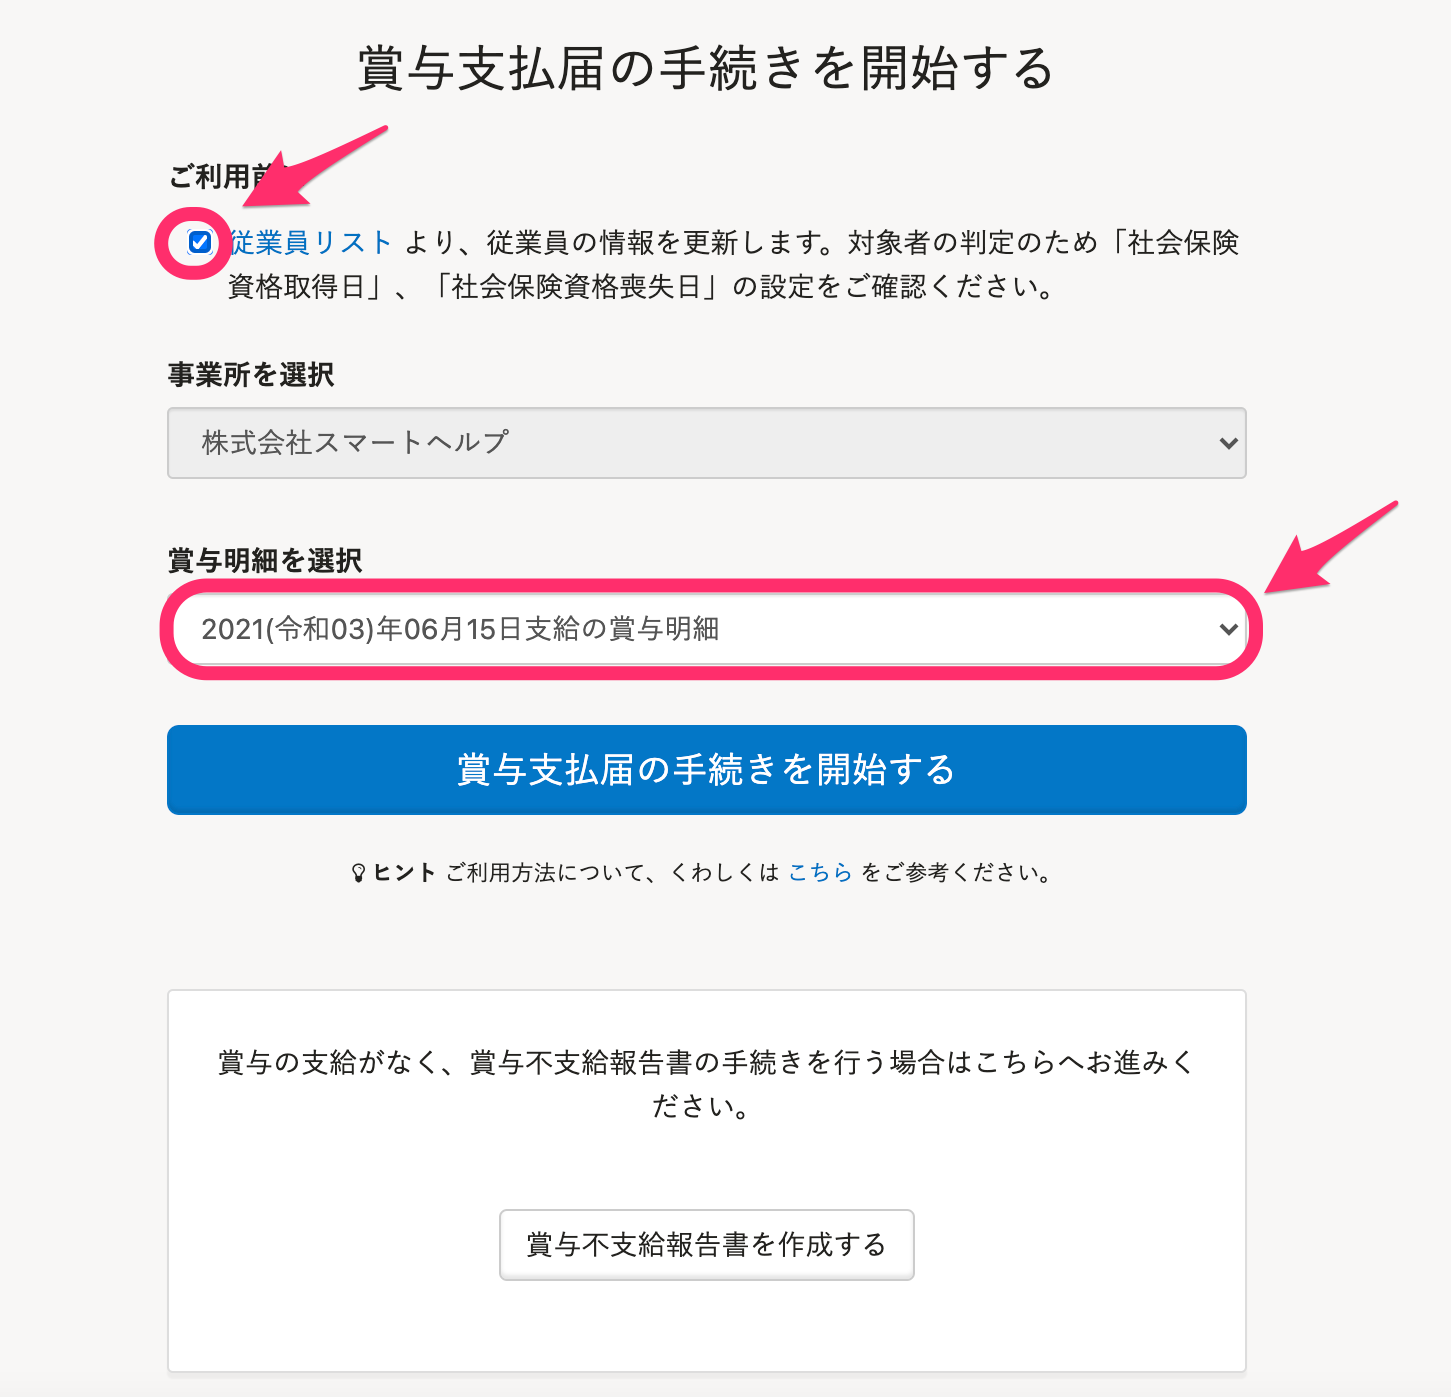 賞与支払届の手続きを開始する
ご利用前
従業員リスト より、従業員の情報を更新します。対象者の判定のため「社会保険
資格取得日」、「社会保険資格喪失日」の設定をご確認ください。
事業所を選択
株式会社スマートヘルプ
賞与明細を選択
2021(令和03)年06月15日支給の賞与明細
賞与支払届の手続きを開始する
ヒント ご利用方法について、くわしくは こちら をご参考ください。
賞与の支給がなく、賞与不支給報告書の手続きを行う場合はこちらへお進みく
ださい。
賞与不支給報告書を作成する